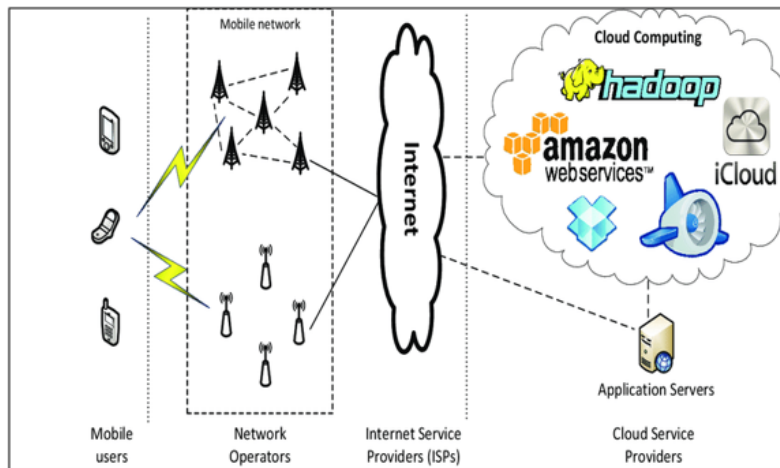 Mobile network
Cloud Computing
hadoop
amazon
webservices™
iCloud
Internet
Application Servers
Mobile
users
Network
Operators
Internet Service
Providers (ISPs)
Cloud Service
Providers